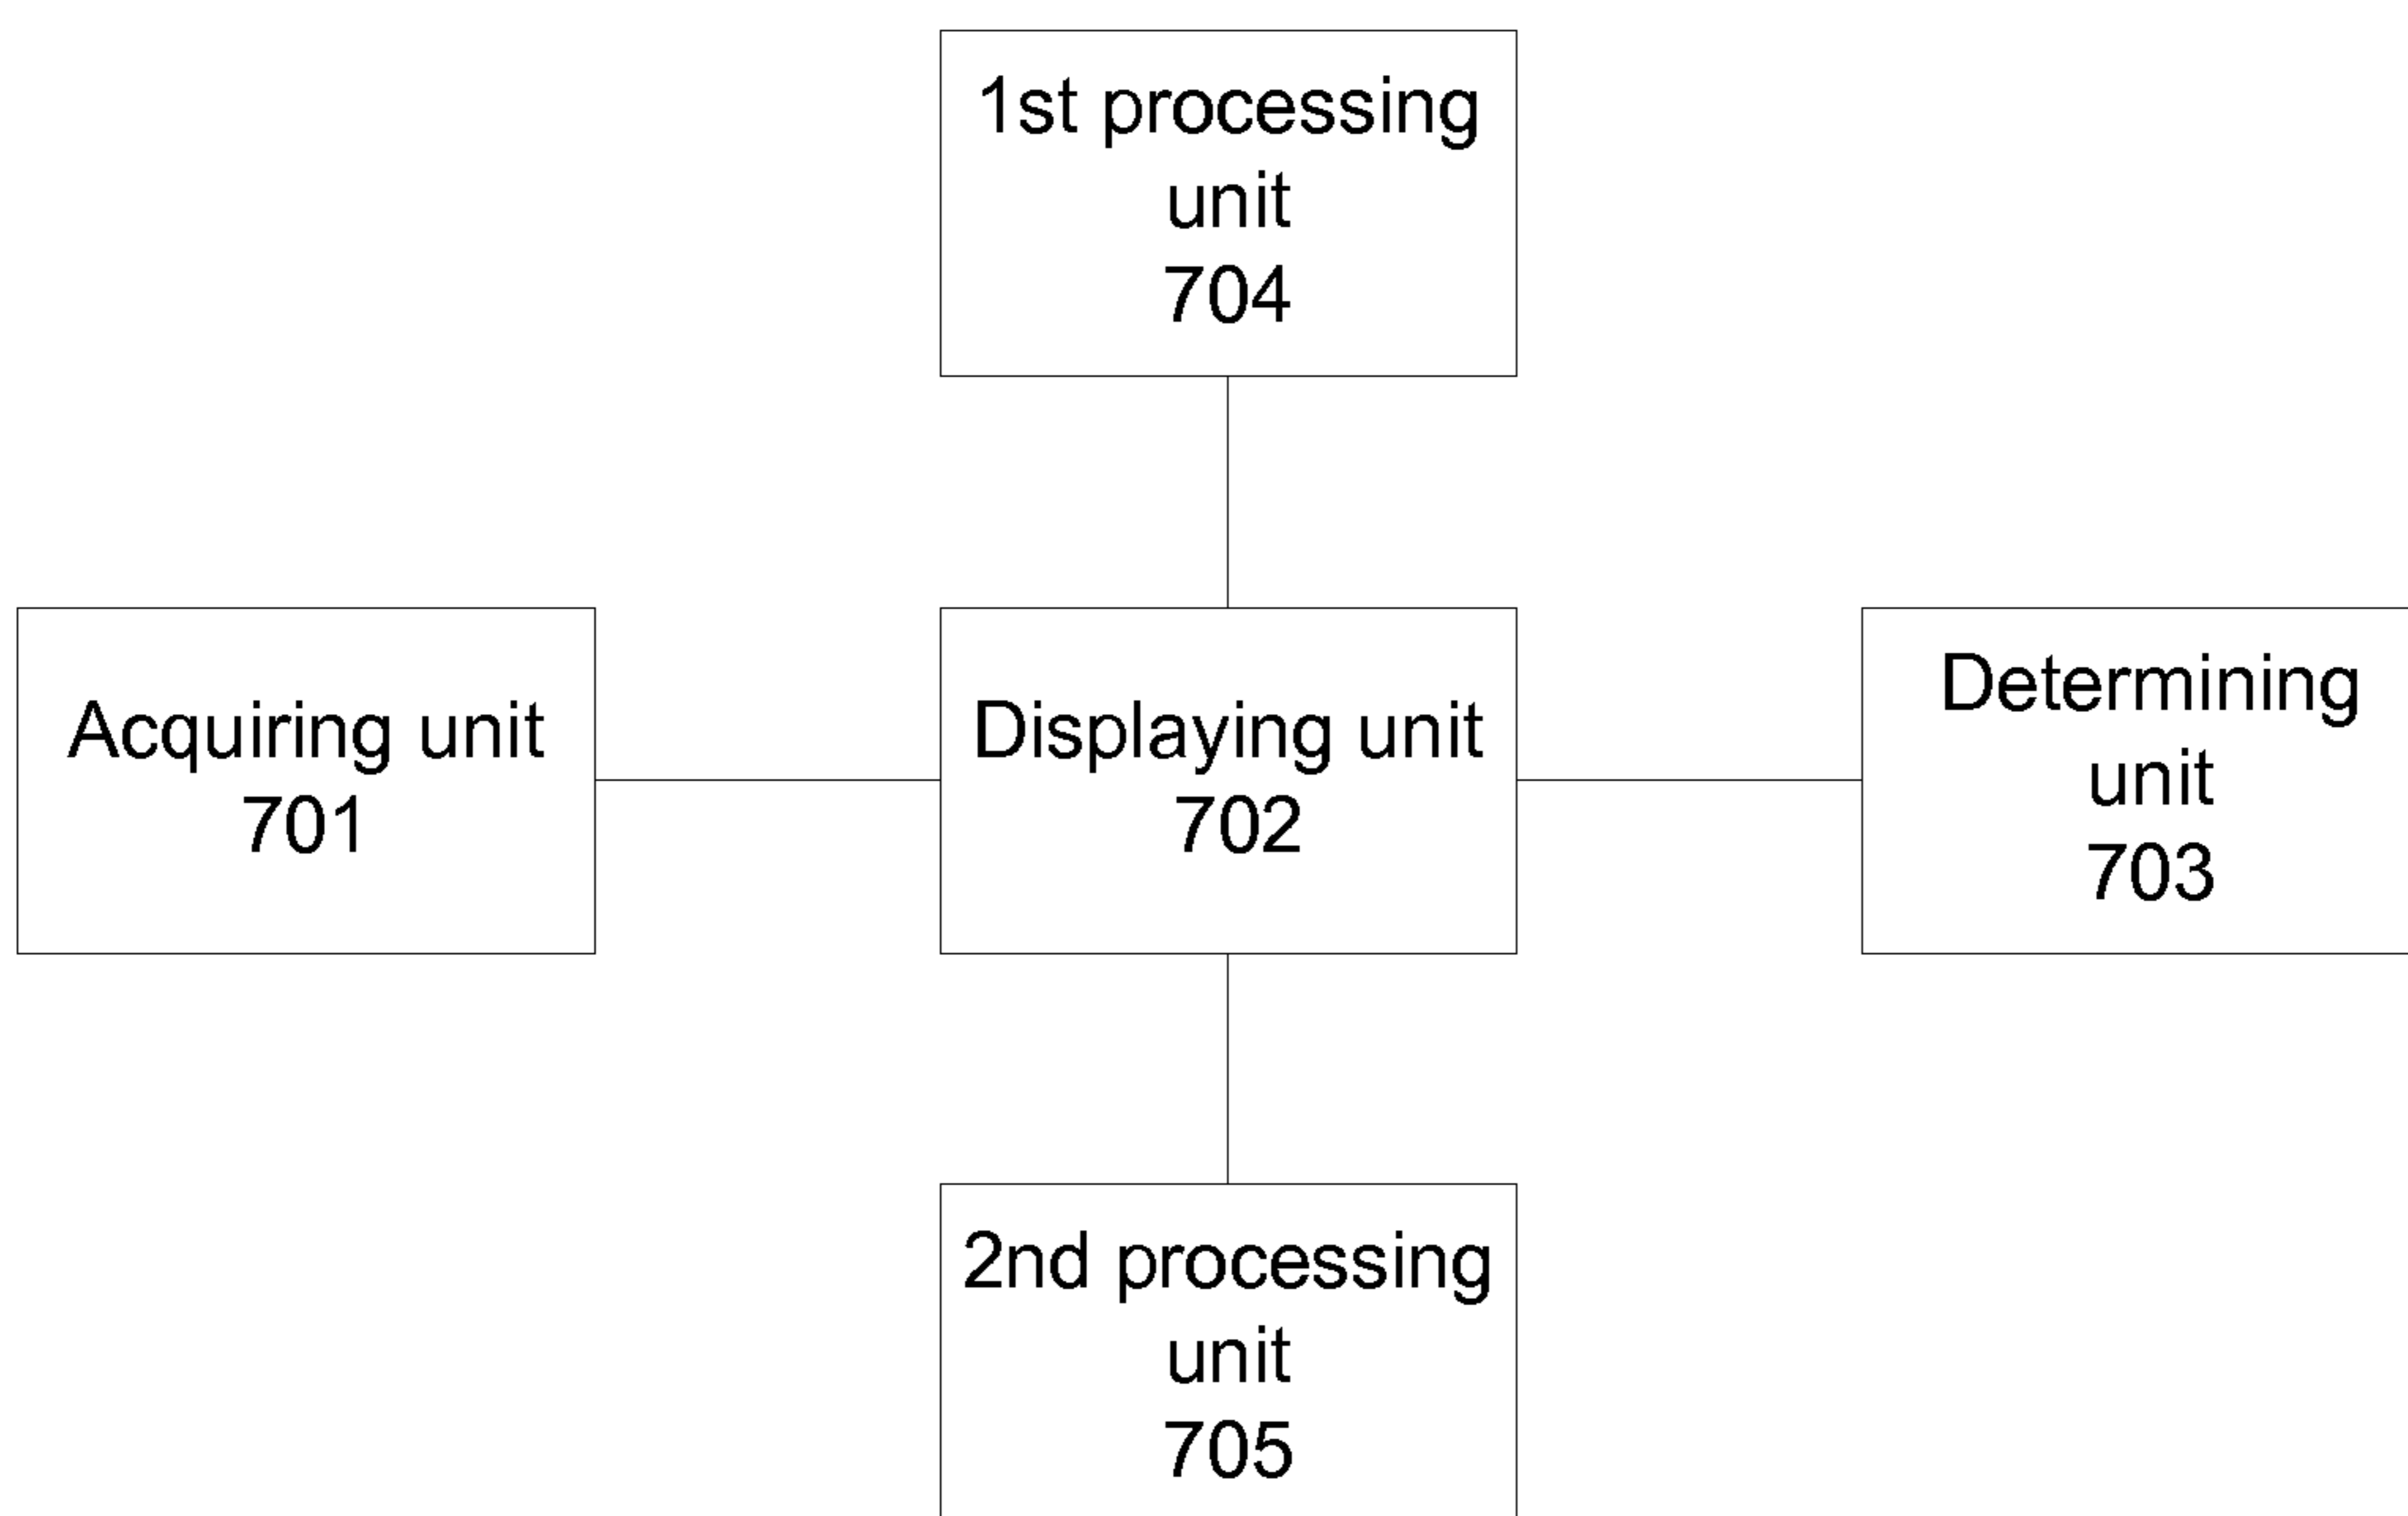 1st processing
unit
704
Acquiring unit
701
Displaying unit
702
Determining
unit
703
2nd processing
unit
705